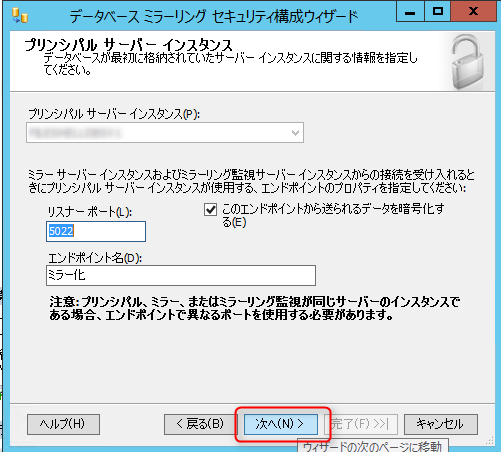 データベース ミラーリング セキュリティ構成ウィザード
プリンシパル サーバー インスタンス
データベースが最初に格納されていたサーバー インスタンスに関する情報を指定し
てください。
プリンシパル サーバー インスタンス(P):
ミラー サーバー インスタンスおよびミラーリング監視サーバー インスタンスからの接続を受け入れると
きにプリンシパル サーバー インスタンスが使用する、エンドポイントのプロパティを指定してください:
リスナー ポート(L):
このエンドポイントから送られるデータを暗号化す
る(E)
5022
エンドポイント名(D):
ミラー化
注意: プリンシパル、ミラー、またはミラーリング監視が同じサーバーのインスタンスで
ある場合、エンドポイントで異なるポートを使用する必要があります。
ヘルプ(H)
< 戻る(B)
次へ(N) >
完了(F) >>|
キャンセル
ウィザードの次のページに移動